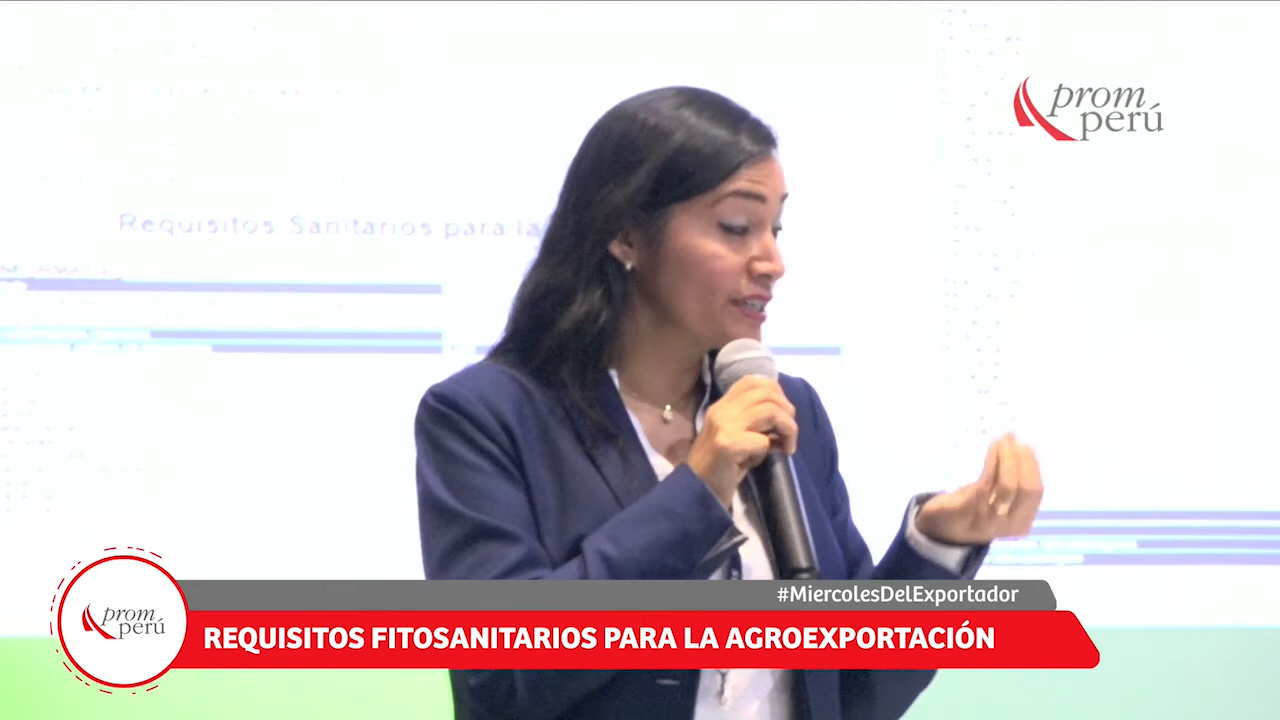 prom
perú
Requisitos Sanitarios para la
#MiercolesDelExportador
prom
perú
REQUISITOS FITOSANITARIOS PARA LA AGROEXPORTACIÓN